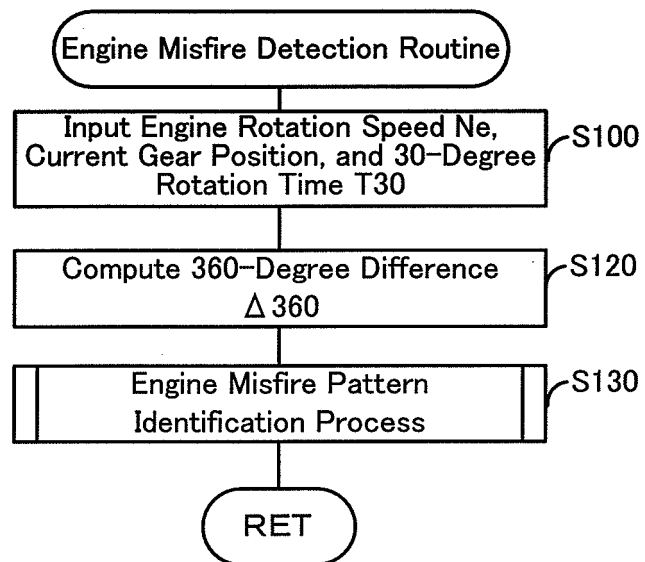 Engine Misfire Detection Routine
Input Engine Rotation Speed Ne,
Current Gear Position, and 30-Degree
Rotation Time T30
S100
Compute 360-Degree Difference
Δ360
S120
Engine Misfire Pattern
Identification Process
S130
RET